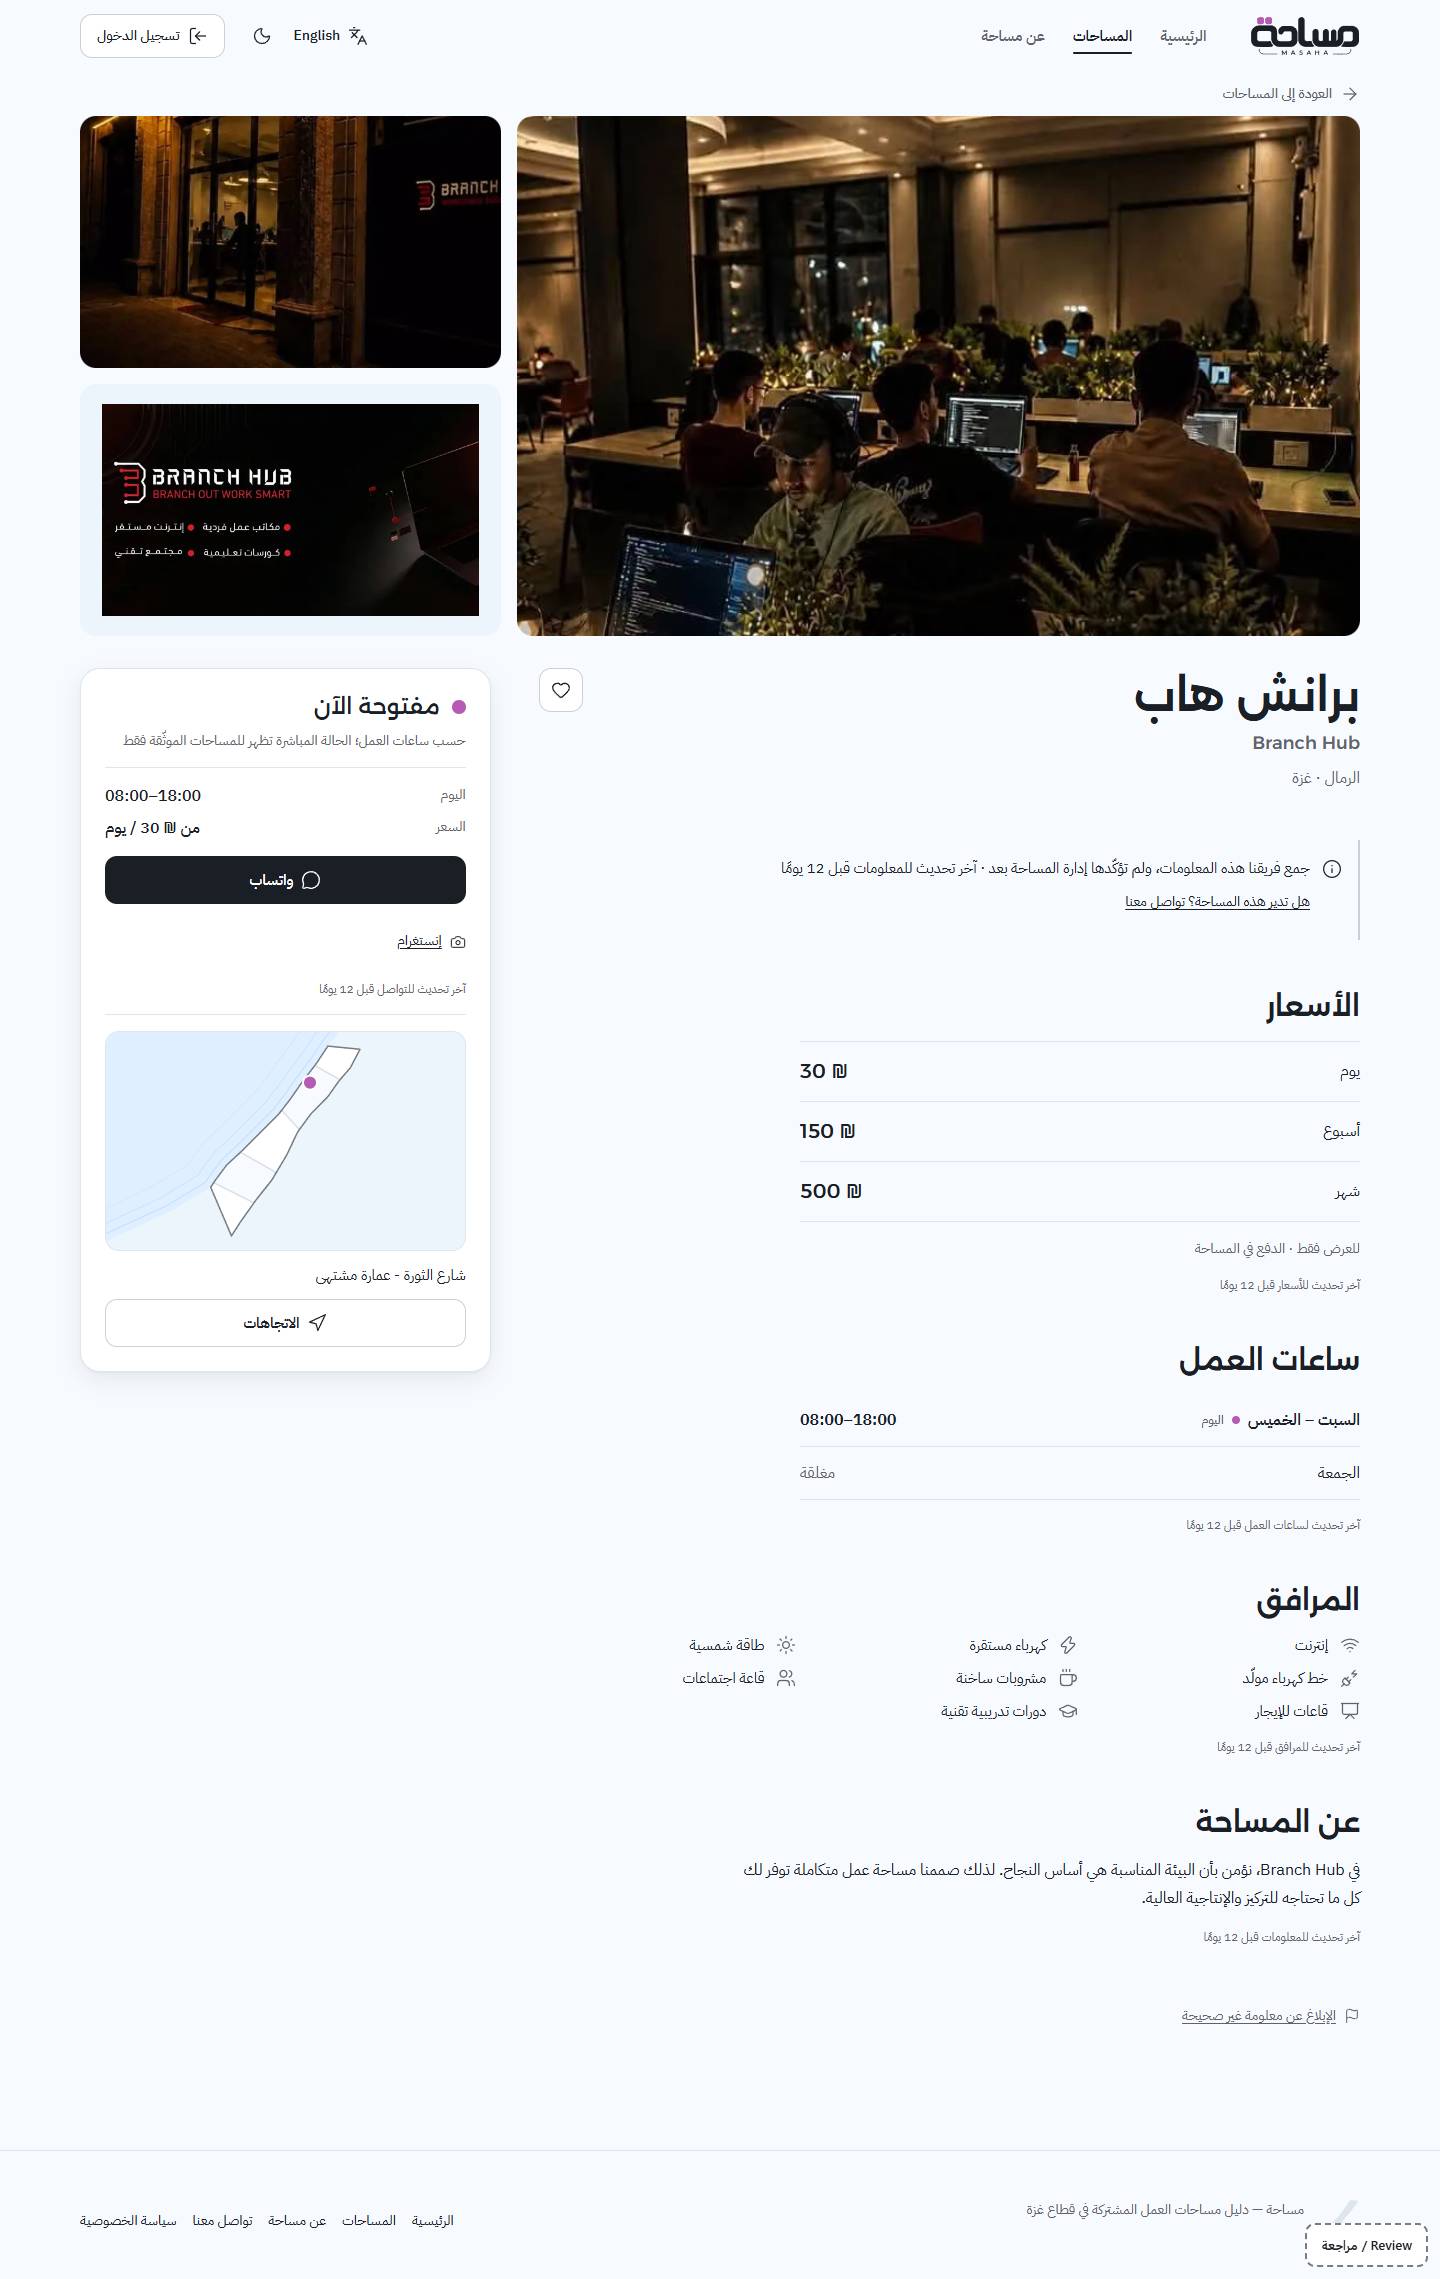 مساحة
MASAHA
الرئيسية
المساحات
عن مساحة
English
تسجيل الدخول
العودة إلى المساحات
BRANCH
BRANCH HUB
BRANCH OUT WORK SMART
مكاتب عمل فردية
إنترنت مستقر
كورسات تعليمية
مجتمع تقني
برانش هاب
Branch Hub
الرمال · غزة
جمع فريقنا هذه المعلومات، ولم تؤكّدها إدارة المساحة بعد · آخر تحديث للمعلومات قبل 12 يومًا
هل تدير هذه المساحة؟ تواصل معنا
الأسعار
يوم
30 ₪
أسبوع
150 ₪
شهر
500 ₪
للعرض فقط · الدفع في المساحة
آخر تحديث للأسعار قبل 12 يومًا
ساعات العمل
السبت – الخميس
اليوم
08:00–18:00
الجمعة
مغلقة
آخر تحديث لساعات العمل قبل 12 يومًا
المرافق
إنترنت
كهرباء مستقرة
طاقة شمسية
خط كهرباء مولّد
مشروبات ساخنة
قاعة اجتماعات
قاعات للإيجار
دورات تدريبية تقنية
آخر تحديث للمرافق قبل 12 يومًا
عن المساحة
في Branch Hub، نؤمن بأن البيئة المناسبة هي أساس النجاح. لذلك صممنا مساحة عمل متكاملة توفر لك
كل ما تحتاجه للتركيز والإنتاجية العالية.
آخر تحديث للمعلومات قبل 12 يومًا
الإبلاغ عن معلومة غير صحيحة
مفتوحة الآن
حسب ساعات العمل؛ الحالة المباشرة تظهر للمساحات الموثّقة فقط
اليوم
08:00–18:00
السعر
من ₪ 30 / يوم
واتساب
إنستغرام
آخر تحديث للتواصل قبل 12 يومًا
شارع الثورة - عمارة مشتهى
الاتجاهات
مساحة — دليل مساحات العمل المشتركة في قطاع غزة
الرئيسية
المساحات
عن مساحة
تواصل معنا
سياسة الخصوصية
مراجعة / Review